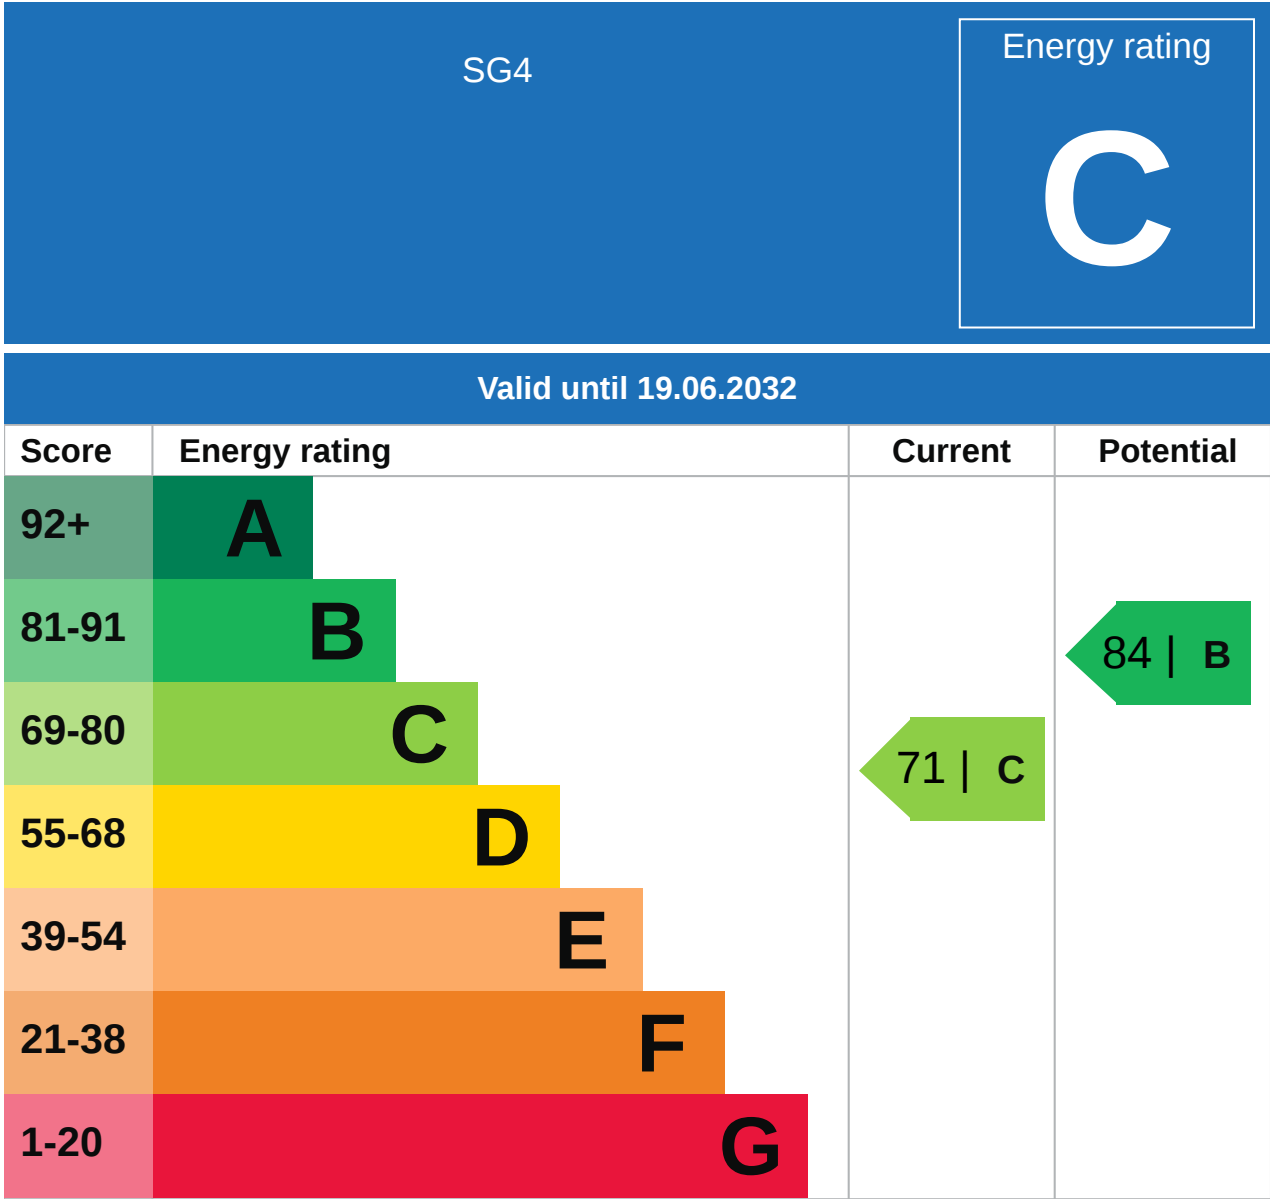 SG4
Energy rating
C
Valid until 19.06.2032
Score Energy rating Current Potential
92+ A
81-91 B
84 | B
69-80 C
71 | C
55-68 D
39-54 E
21-38 F
1-20 G